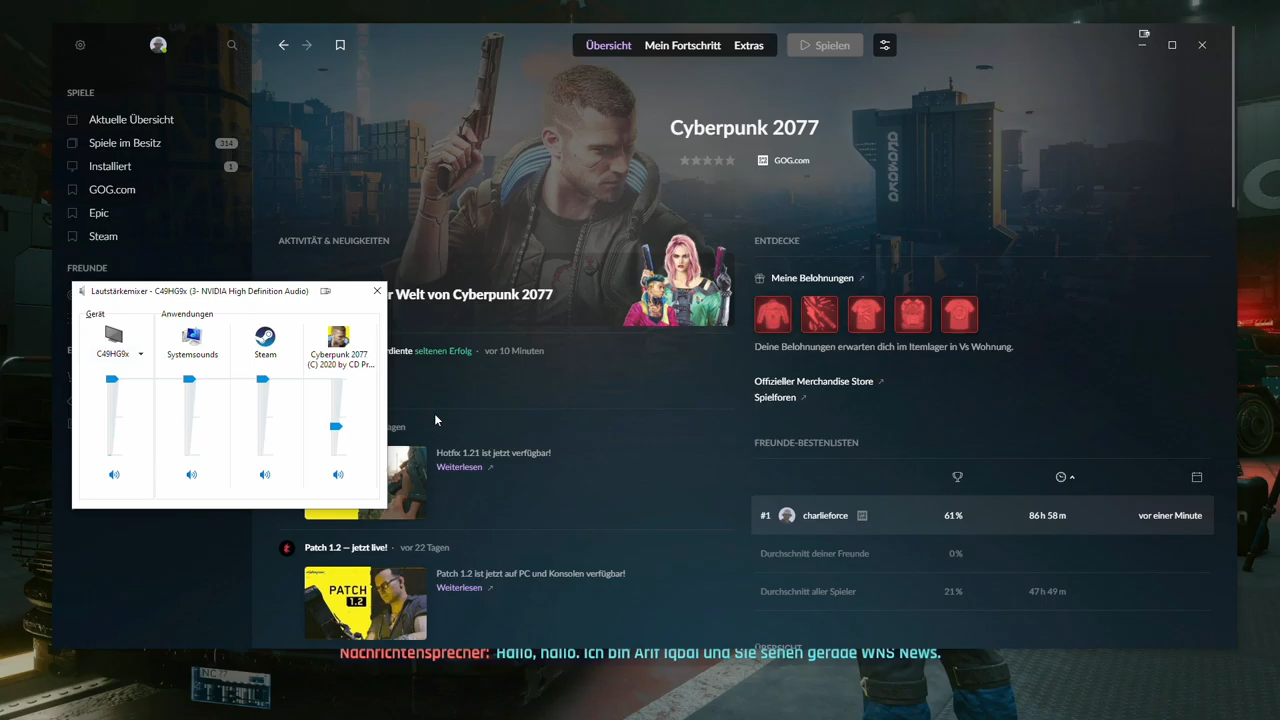 Übersicht
Mein Fortschritt
Extras
Spielen
SPIELE
Aktuelle Übersicht
Spiele im Besitz
314
Installiert
1
GOG.com
Epic
Steam
FREUNDE
Cyberpunk 2077
GOG.com
AKTIVITÄT & NEUIGKEITEN
r Welt von Cyberpunk 2077
diente seltenen Erfolg · vor 10 Minuten
agen
Hotfix 1.21 ist jetzt verfügbar!
Weiterlesen
Patch 1.2 — jetzt live! · vor 22 Tagen
Patch 1.2 ist jetzt auf PC und Konsolen verfügbar!
Weiterlesen
PATCH
1.2
ENTDECKE
Meine Belohnungen
Deine Belohnungen erwarten dich im Itemlager in Vs Wohnung.
Offizieller Merchandise Store
Spielforen
FREUNDE-BESTENLISTEN
#1 charlieforce 61 % 86 h 58 m vor einer Minute
Durchschnitt deiner Freunde 0 %
Durchschnitt aller Spieler 21 % 47 h 49 m
ÜBERSICHT
Lautstärkemixer - C49HG9x (3- NVIDIA High Definition Audio)
Gerät
Anwendungen
C49HG9x
Systemsounds
Steam
Cyberpunk 2077
(C) 2020 by CD Pr...
Nachrichtensprecher: Hallo, hallo. Ich bin Arif Iqbal und Sie sehen gerade WNS News.